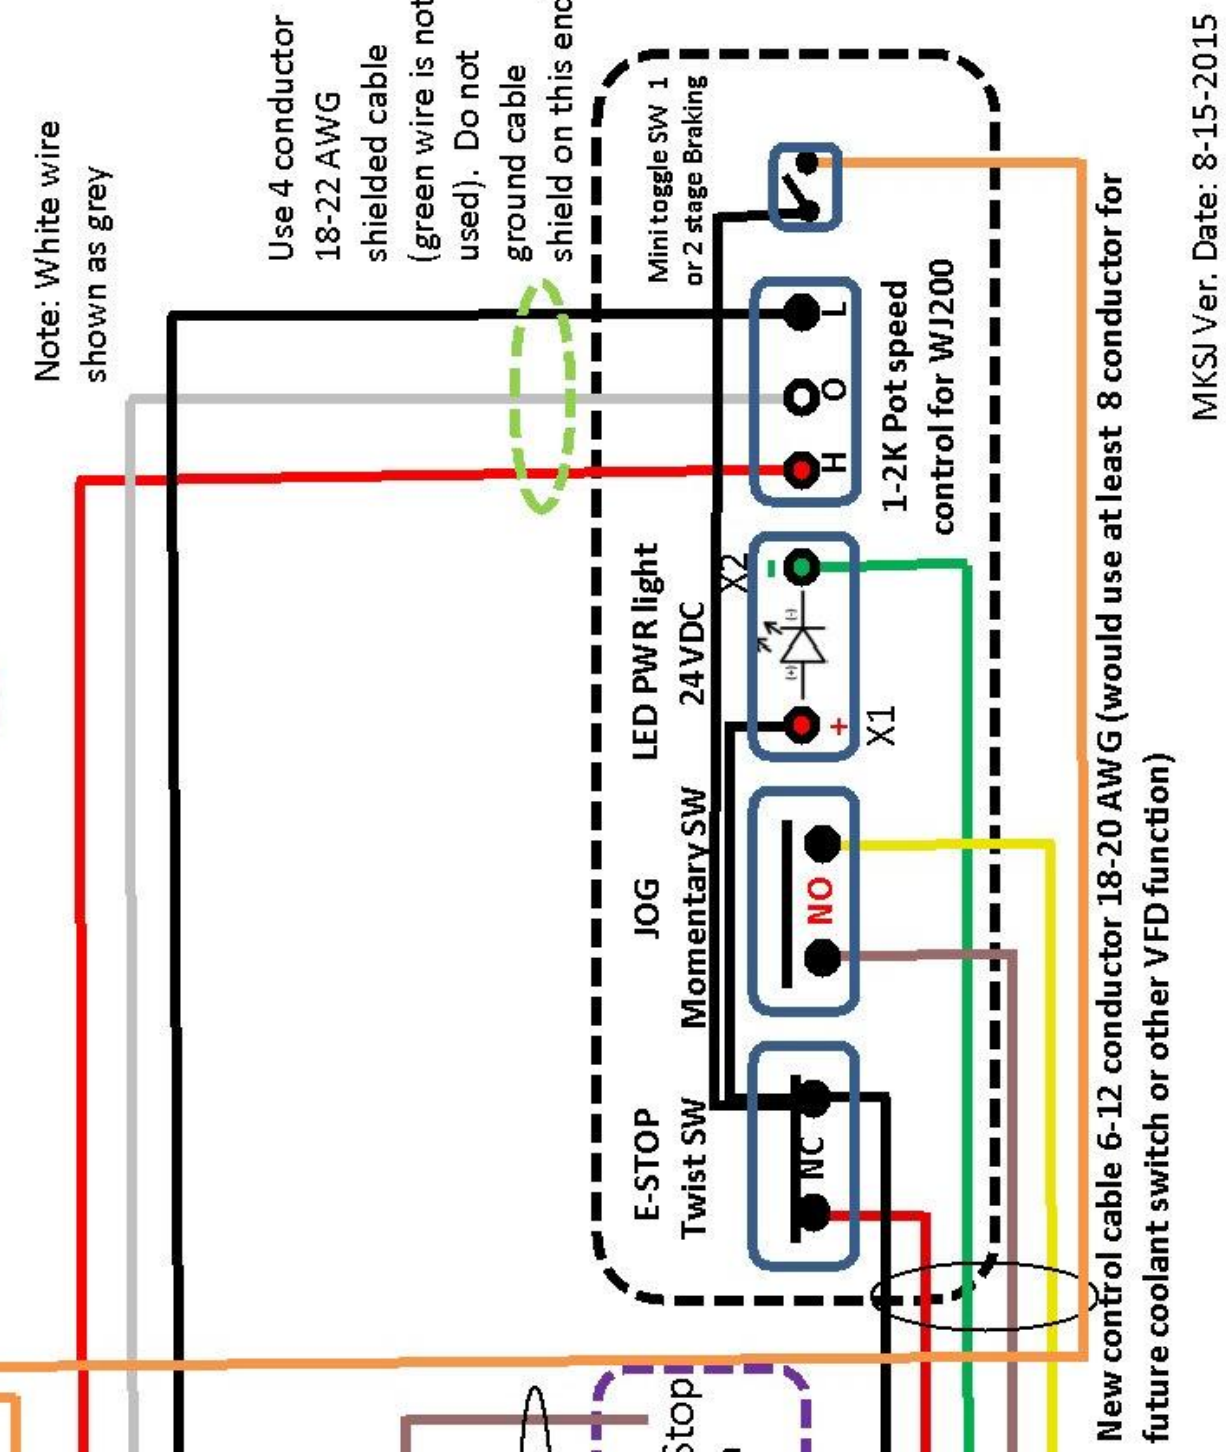 Note: White wire
shown as grey
Use 4 conductor
18-22 AWG
shielded cable
(green wire is not
used). Do not
ground cable
shield on this end
Mini toggle SW 1
or 2 stage Braking
L
O
H
1-2K Pot speed
control for WJ200
LED PWR light
24VDC
X2
-
(-)
(+)
+
X1
JOG
Momentary SW
NO
E-STOP
Twist SW
NC
New control cable 6-12 conductor 18-20 AWG (would use at least 8 conductor for
future coolant switch or other VFD function)
MKSJ Ver. Date: 8-15-2015
Stop